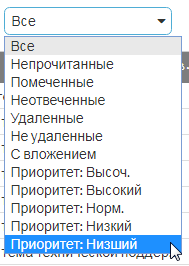 Все
Все
Непрочитанные
Помеченные
Неотвеченные
Удаленные
Не удаленные
С вложением
Приоритет: Высоч.
Приоритет: Высокий
Приоритет: Норм.
Приоритет: Низкий
Приоритет: Низший